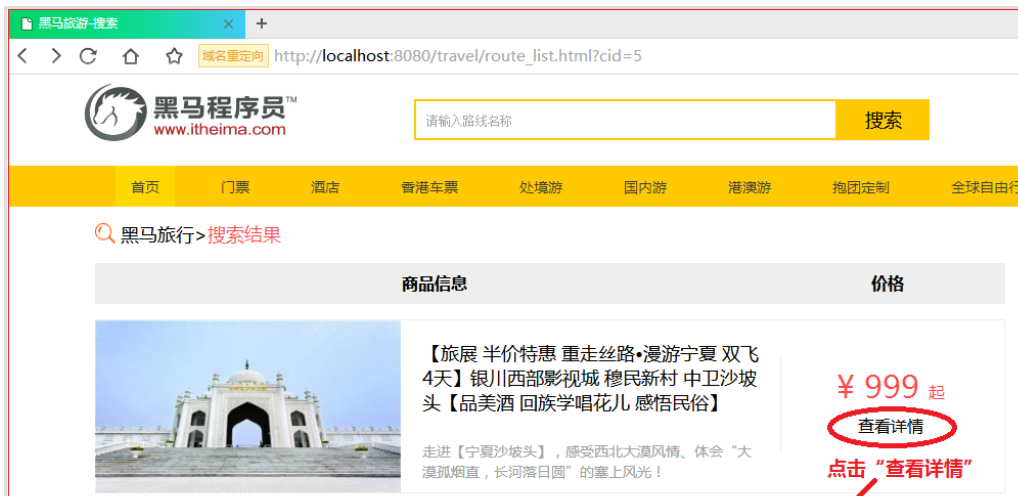 黑马旅游-搜索
域名重定向 http://localhost:8080/travel/route_list.html?cid=5
黑马程序员™
www.itheima.com
请输入路线名称
搜索
首页 门票 酒店 香港车票 处境游 国内游 港澳游 抱团定制 全球自由行
黑马旅行>搜索结果
商品信息 价格
【旅展 半价特惠 重走丝路•漫游宁夏 双飞
4天】银川西部影视城 穆民新村 中卫沙坡
头【品美酒 回族学唱花儿 感悟民俗】
走进【宁夏沙坡头】，感受西北大漠风情、体会“大
漠孤烟直，长河落日圆”的塞上风光！
¥ 999 起
查看详情
点击“查看详情”